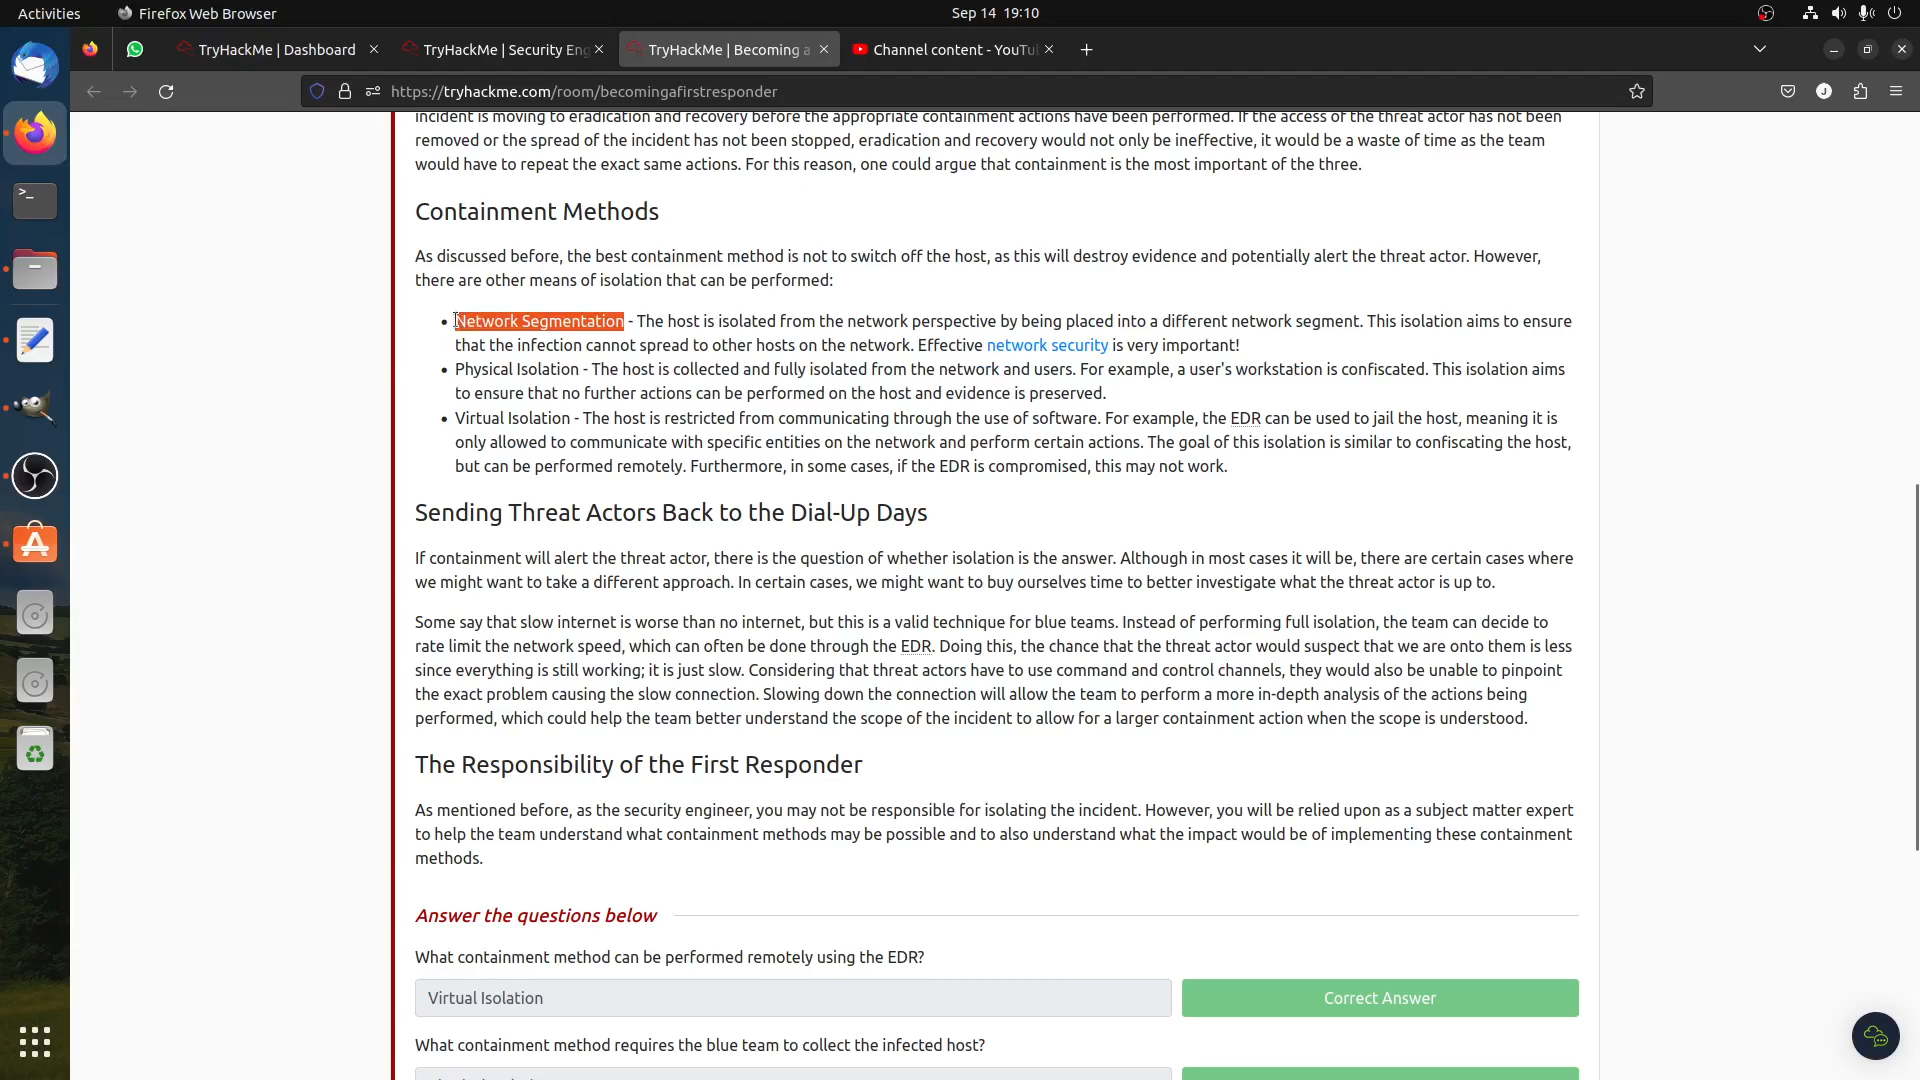 Activities
Firefox Web Browser
Sep 14 19:10
TryHackMe | Dashboard
TryHackMe | Security Eng
TryHackMe | Becoming a
Channel content - YouTu
https://tryhackme.com/room/becomingafirstresponder
J
incident is moving to eradication and recovery before the appropriate containment actions have been performed. If the access of the threat actor has not been
removed or the spread of the incident has not been stopped, eradication and recovery would not only be ineffective, it would be a waste of time as the team
would have to repeat the exact same actions. For this reason, one could argue that containment is the most important of the three.
Containment Methods
As discussed before, the best containment method is not to switch off the host, as this will destroy evidence and potentially alert the threat actor. However,
there are other means of isolation that can be performed:
Network Segmentation - The host is isolated from the network perspective by being placed into a different network segment. This isolation aims to ensure
that the infection cannot spread to other hosts on the network. Effective network security is very important!
Physical Isolation - The host is collected and fully isolated from the network and users. For example, a user's workstation is confiscated. This isolation aims
to ensure that no further actions can be performed on the host and evidence is preserved.
Virtual Isolation - The host is restricted from communicating through the use of software. For example, the EDR can be used to jail the host, meaning it is
only allowed to communicate with specific entities on the network and perform certain actions. The goal of this isolation is similar to confiscating the host,
but can be performed remotely. Furthermore, in some cases, if the EDR is compromised, this may not work.
Sending Threat Actors Back to the Dial-Up Days
If containment will alert the threat actor, there is the question of whether isolation is the answer. Although in most cases it will be, there are certain cases where
we might want to take a different approach. In certain cases, we might want to buy ourselves time to better investigate what the threat actor is up to.
Some say that slow internet is worse than no internet, but this is a valid technique for blue teams. Instead of performing full isolation, the team can decide to
rate limit the network speed, which can often be done through the EDR. Doing this, the chance that the threat actor would suspect that we are onto them is less
since everything is still working; it is just slow. Considering that threat actors have to use command and control channels, they would also be unable to pinpoint
the exact problem causing the slow connection. Slowing down the connection will allow the team to perform a more in-depth analysis of the actions being
performed, which could help the team better understand the scope of the incident to allow for a larger containment action when the scope is understood.
The Responsibility of the First Responder
As mentioned before, as the security engineer, you may not be responsible for isolating the incident. However, you will be relied upon as a subject matter expert
to help the team understand what containment methods may be possible and to also understand what the impact would be of implementing these containment
methods.
Answer the questions below
What containment method can be performed remotely using the EDR?
Virtual Isolation
Correct Answer
What containment method requires the blue team to collect the infected host?